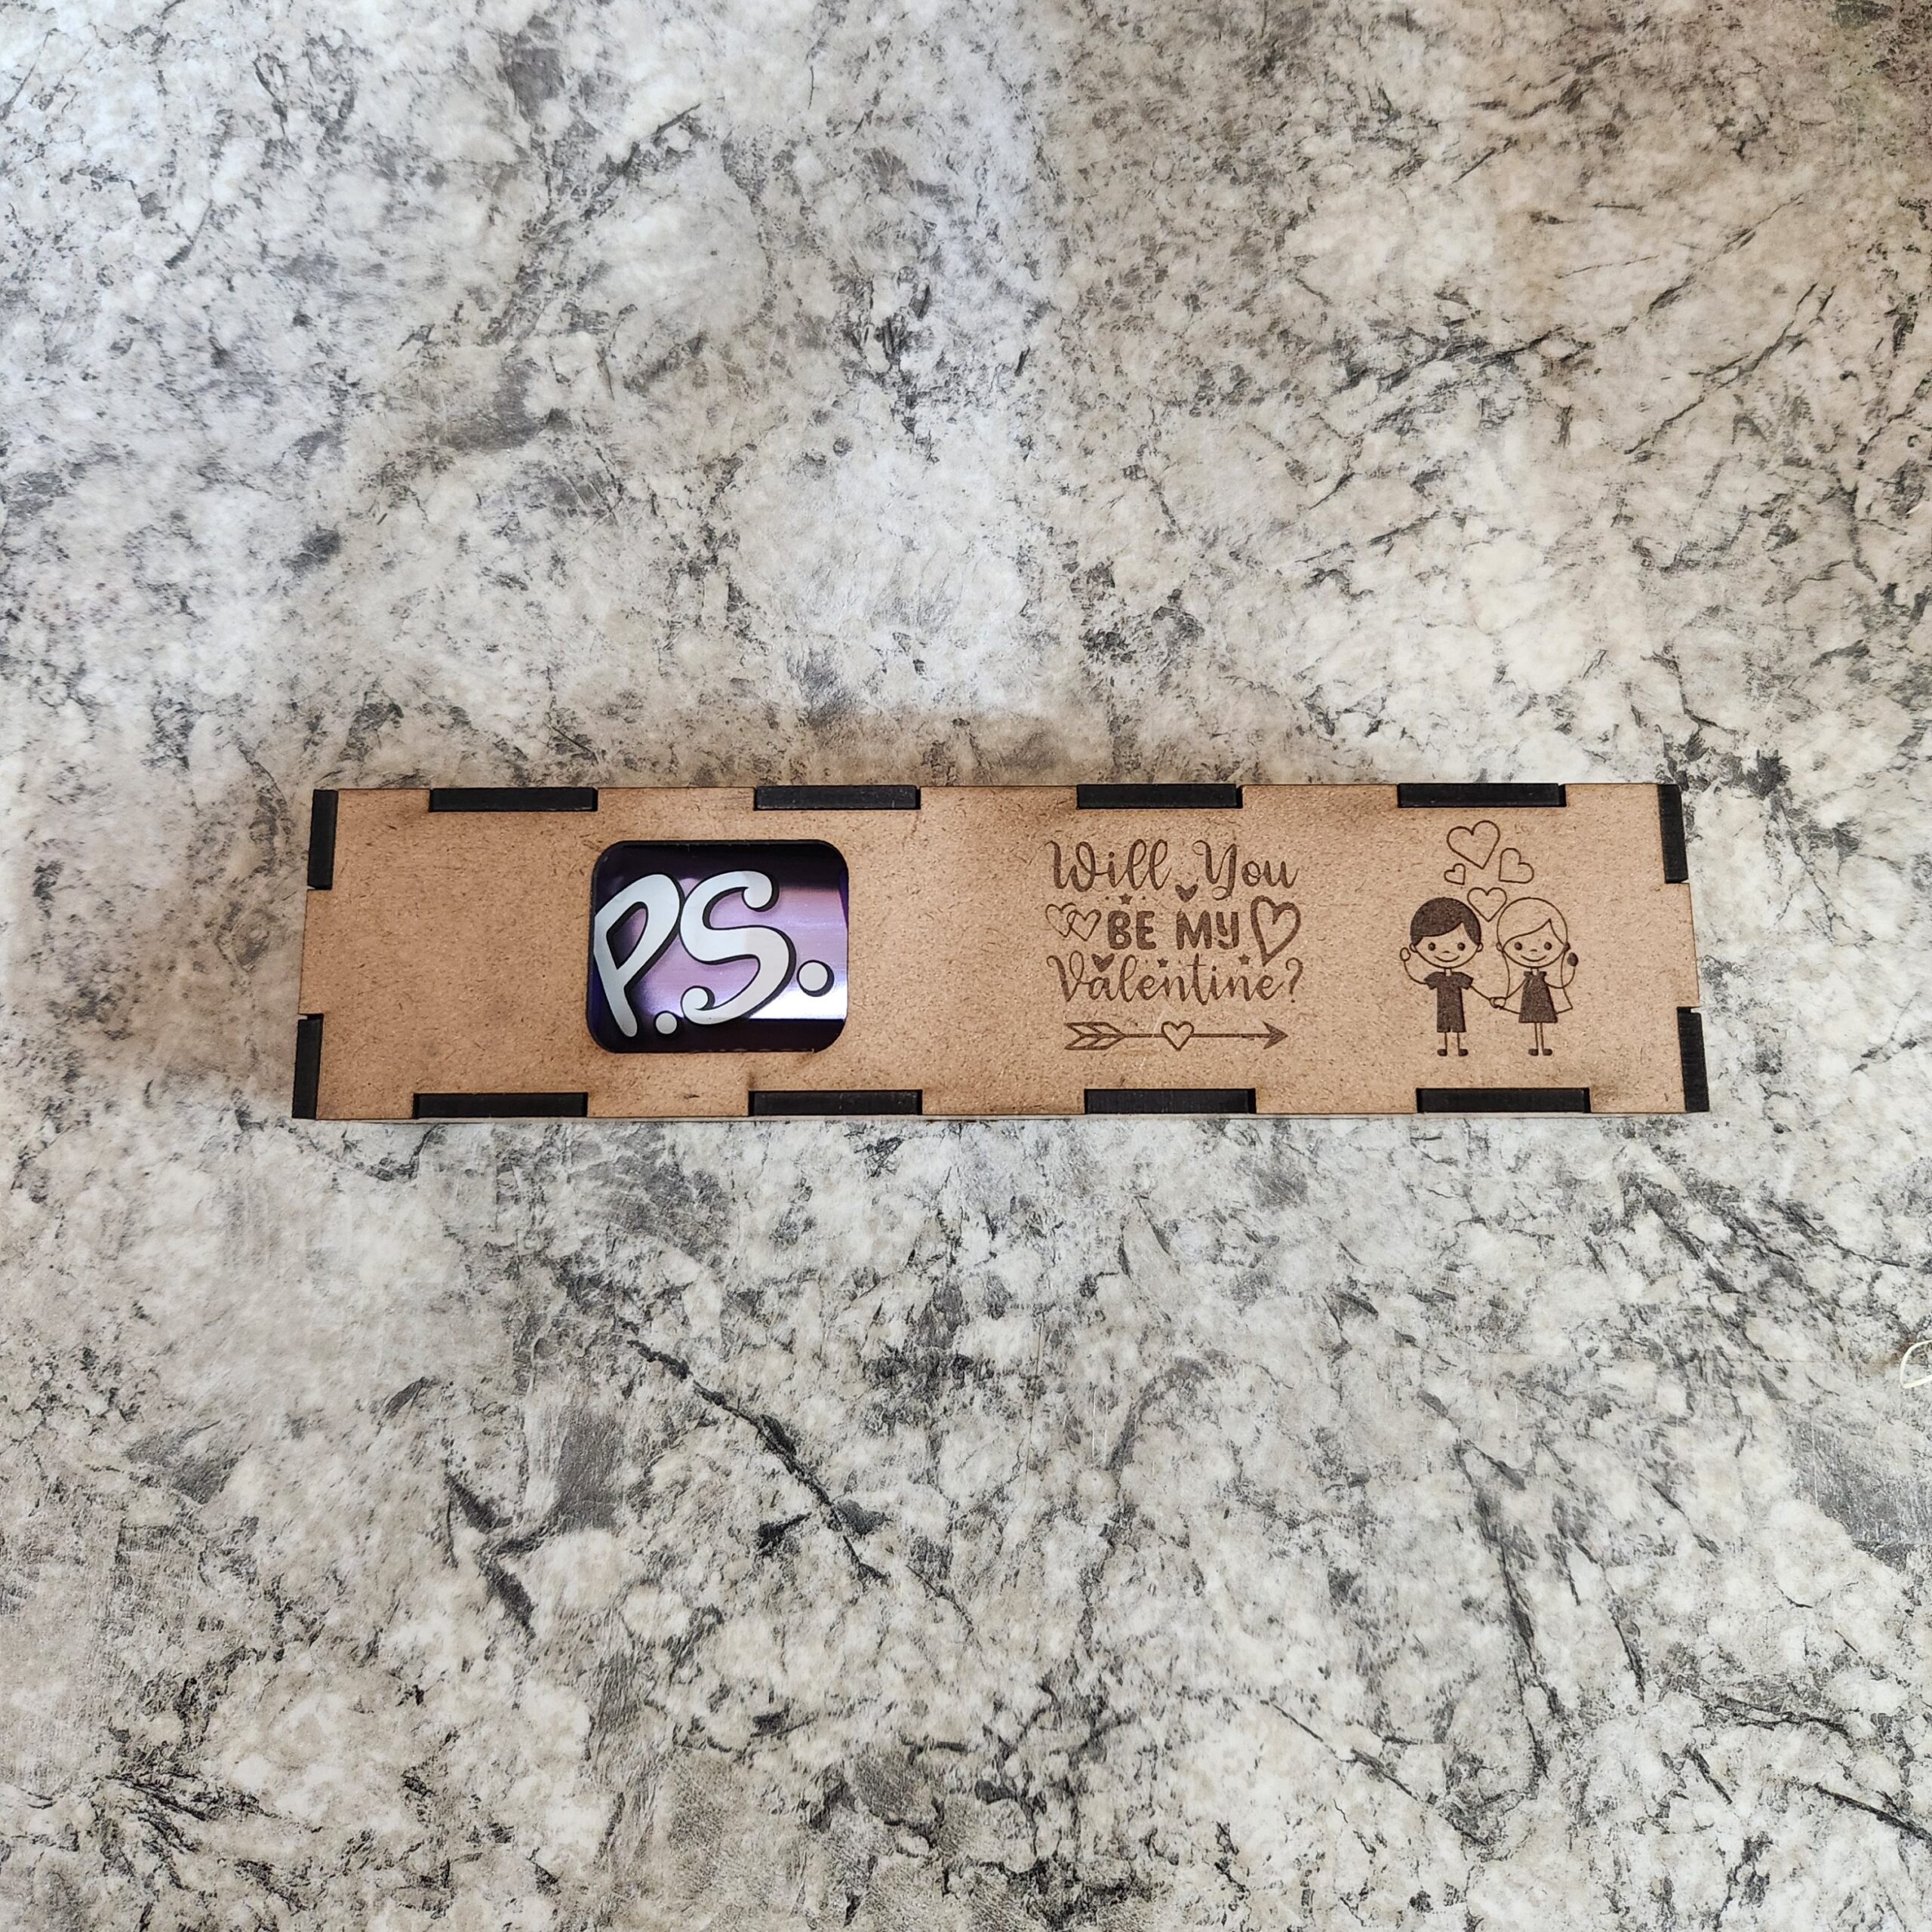 P.S.
Will You
BE MY
Valentine?